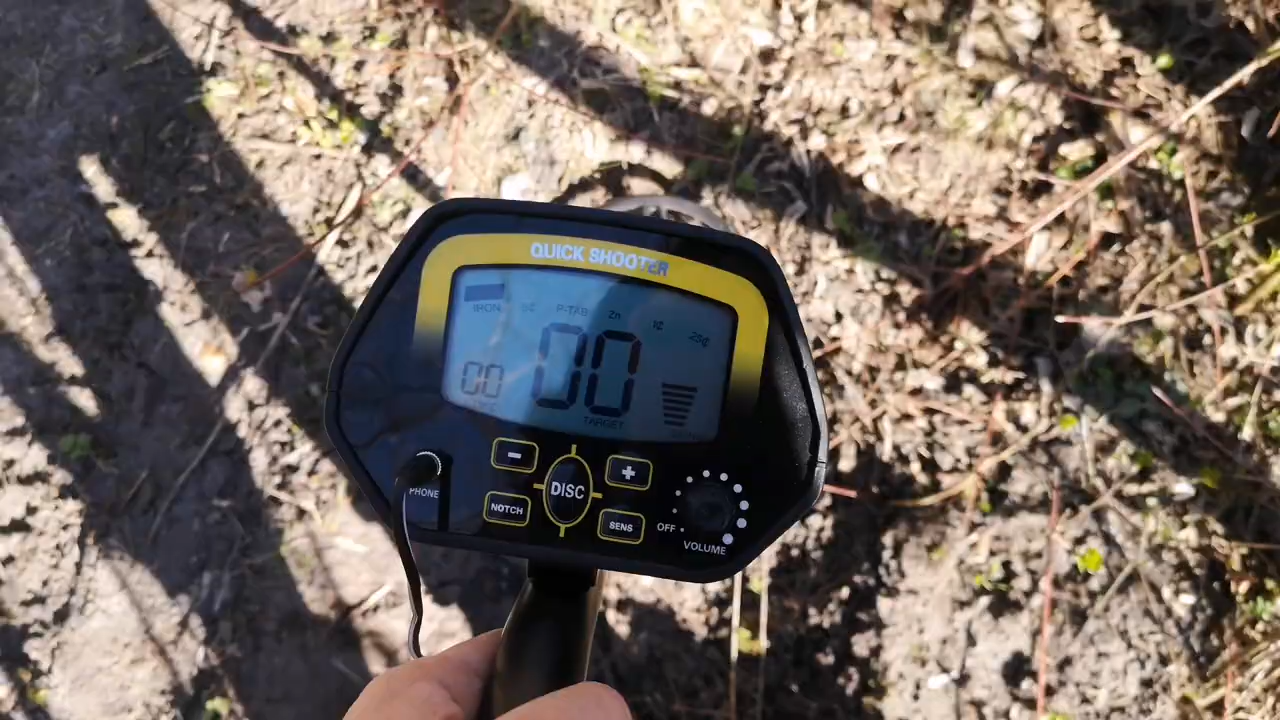 QUICK SHOOTER
IRON 5¢ P-TAB Zn 1¢ 25¢
00 00
TARGET
- DISC +
PHONE
NOTCH SENS
OFF
VOLUME